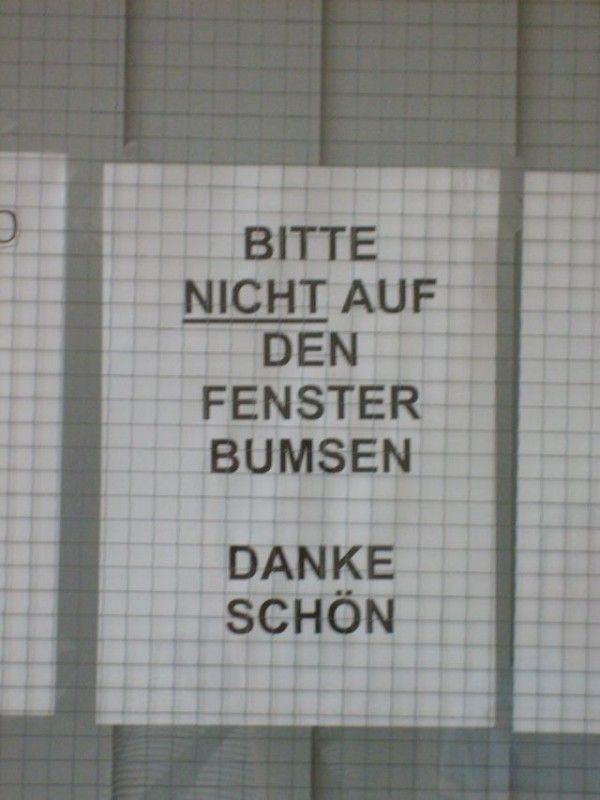 BITTE
NICHT AUF
DEN
FENSTER
BUMSEN
DANKE
SCHÖN